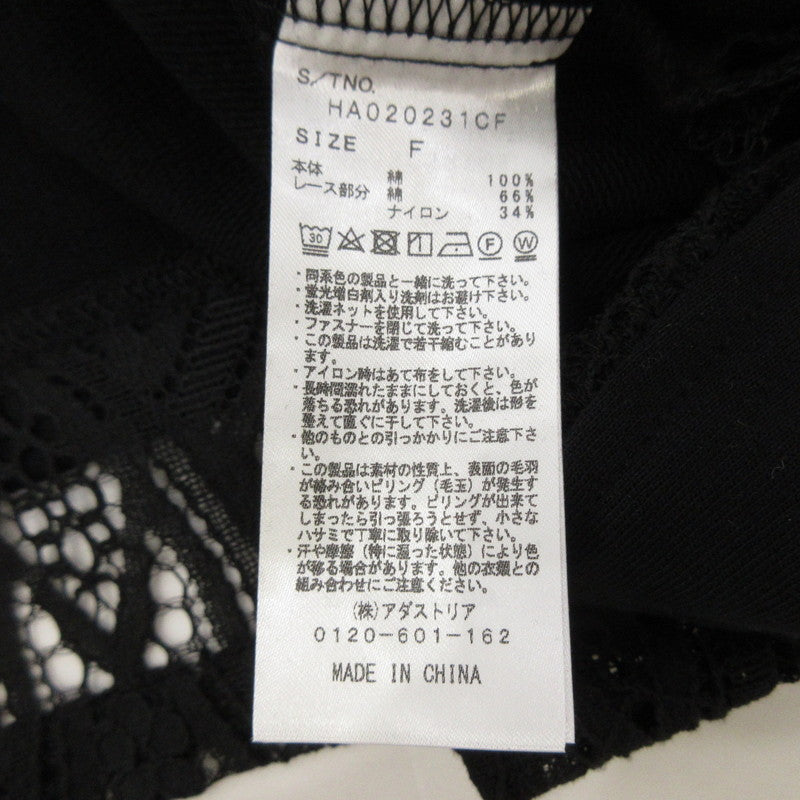 S/TNO.
HA020231CF
SIZE F
本体 綿 100%
レース部分 綿 66%
ナイロン 34%
30 1 F W
・同系色の製品と一緒に洗って下さい。
・蛍光増白剤入り洗剤はお避け下さい。
・洗濯ネットを使用して下さい。
・ファスナーを閉じて洗って下さい。
・この製品は洗濯で若干縮むことがあり
ます。
・アイロン時はあて布をして下さい。
・長時間濡れたままにしておくと、色が
落ちる恐れがあります。洗濯後は形を
整えて直ぐに干して下さい。
・他のものとの引っかかりにご注意下さ
い。
・この製品は素材の性質上、表面の毛羽
が絡み合いピリング(毛玉)が発生す
る恐れがあります。ピリングが出来て
しまったら引っ張ろうとせず、小さな
ハサミで丁寧に取り除いて下さい。
・汗や摩擦(特に湿った状態)により色
が移る場合があります。他の衣類との
組み合わせにご注意ください。
(株)アダストリア
0120-601-162
MADE IN CHINA